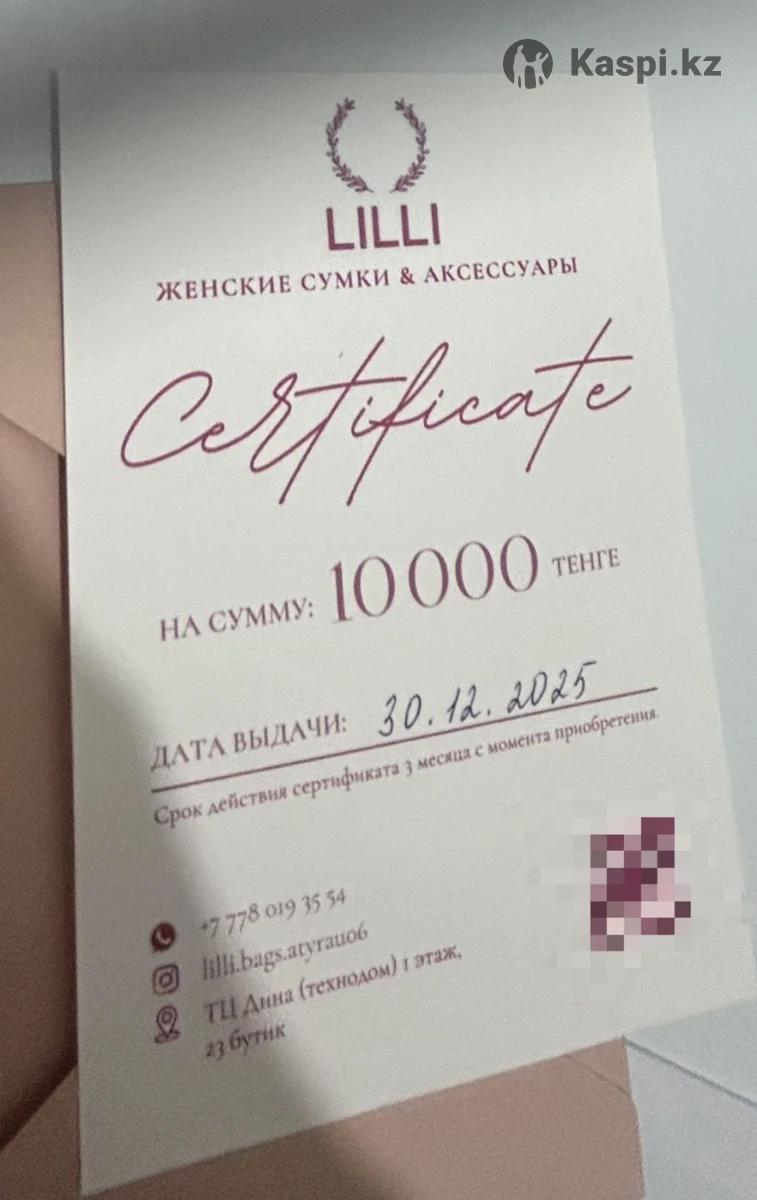 Kaspi.kz
LILLI
ЖЕНСКИЕ СУМКИ & АКСЕССУАРЫ
Certificate
НА СУММУ: 10 000 ТЕНГЕ
ДАТА ВЫДАЧИ: 30.12.2025
Срок действия сертификата 3 месяца с момента приобретения.
+7 778 019 35 54
lilli.bags.atyrau06
ТЦ Дина (технодом) 1 этаж,
23 бутик